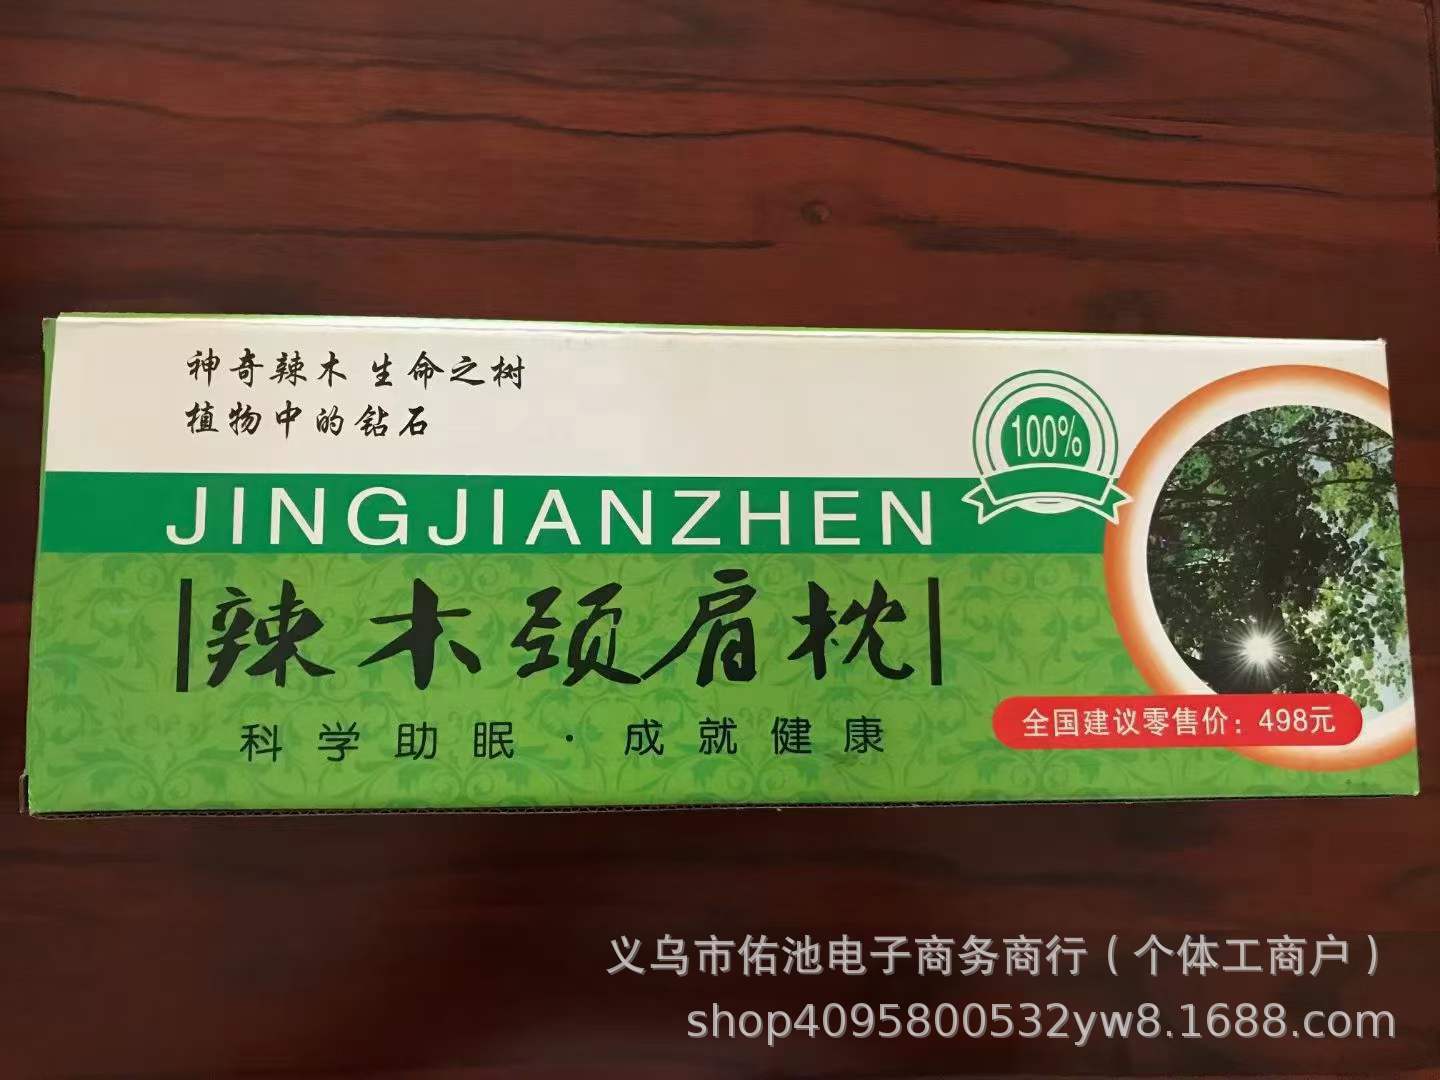 神奇辣木 生命之树
植物中的钻石
100%
JINGJIANZHEN
辣木颈肩枕
科学助眠·成就健康
全国建议零售价：498元
义乌市佑池电子商务商行（个体工商户）
shop4095800532yw8.1688.com